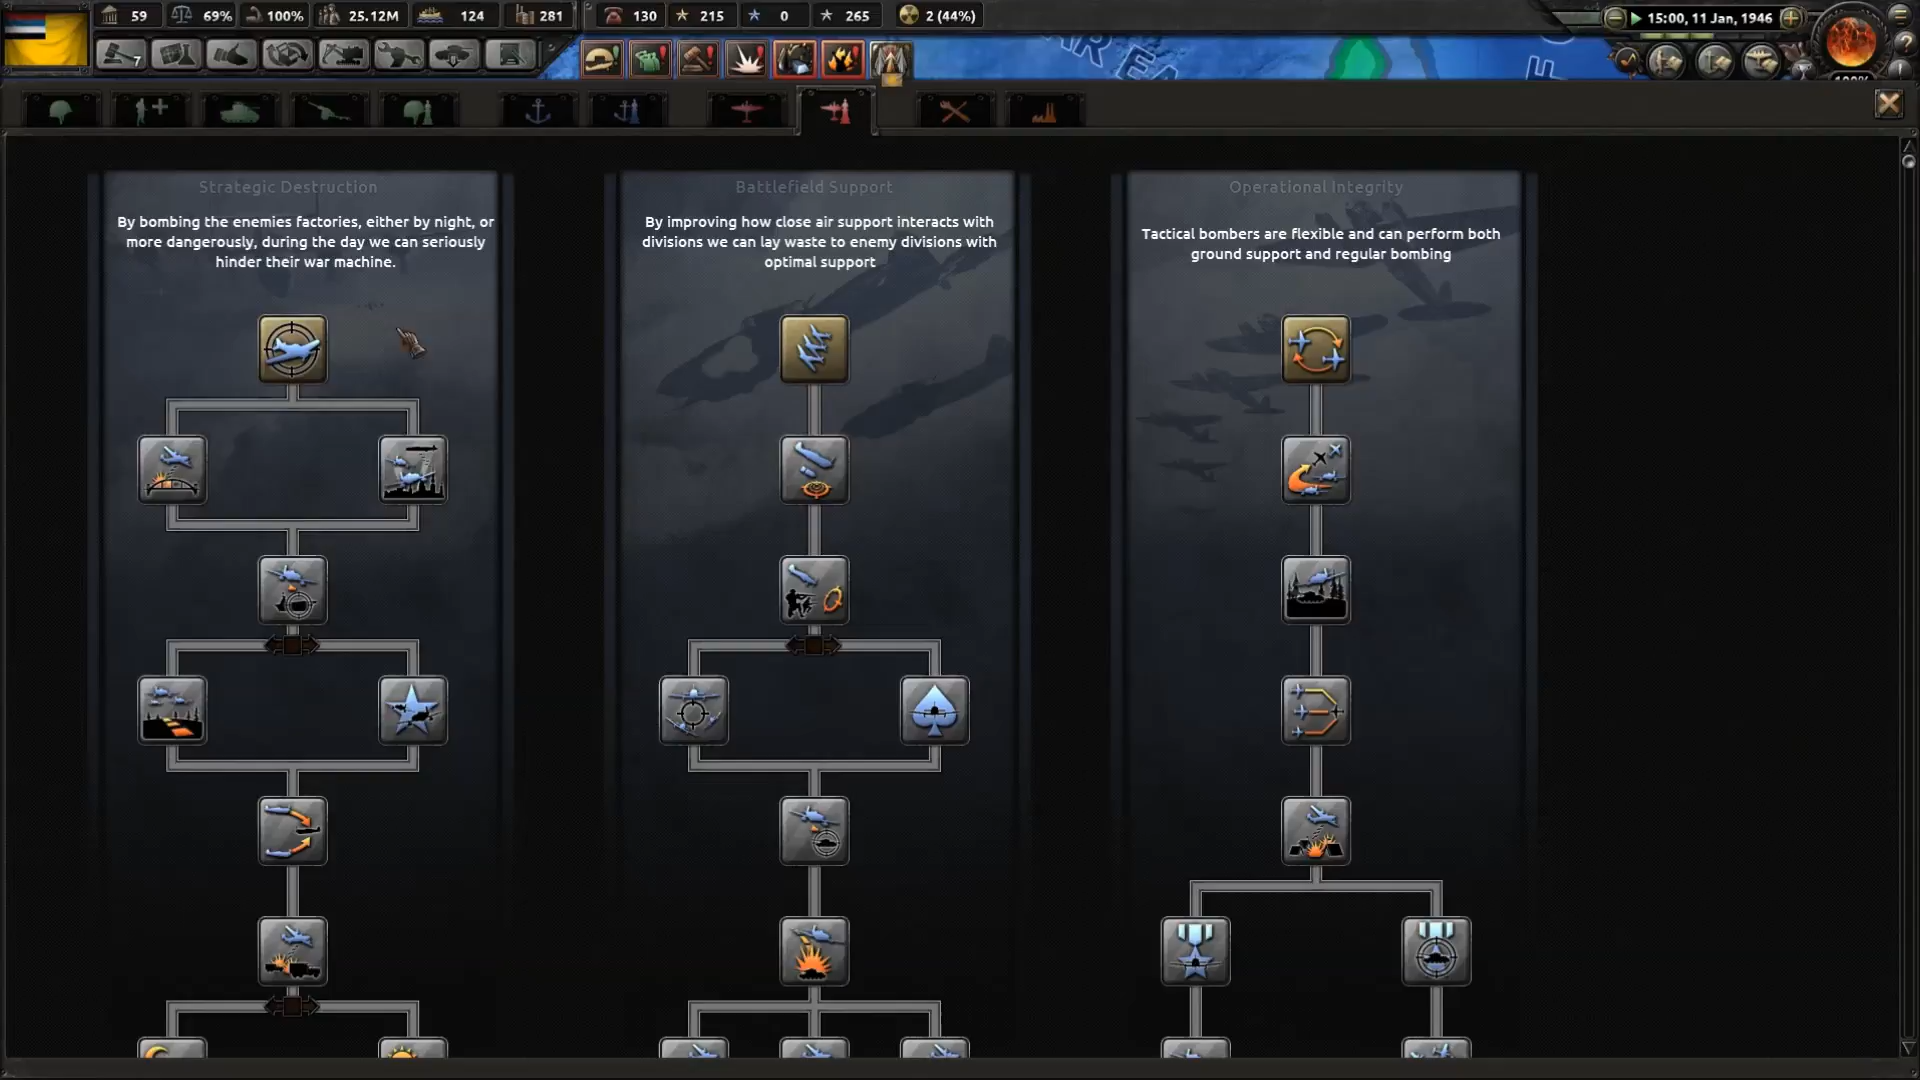 59
69%
100%
25.12M
124
281
130
215
0
265
2 (44%)
15:00, 11 Jan, 1946
7
Strategic Destruction
By bombing the enemies factories, either by night, or
more dangerously, during the day we can seriously
hinder their war machine.
Battlefield Support
By improving how close air support interacts with
divisions we can lay waste to enemy divisions with
optimal support
Operational Integrity
Tactical bombers are flexible and can perform both
ground support and regular bombing